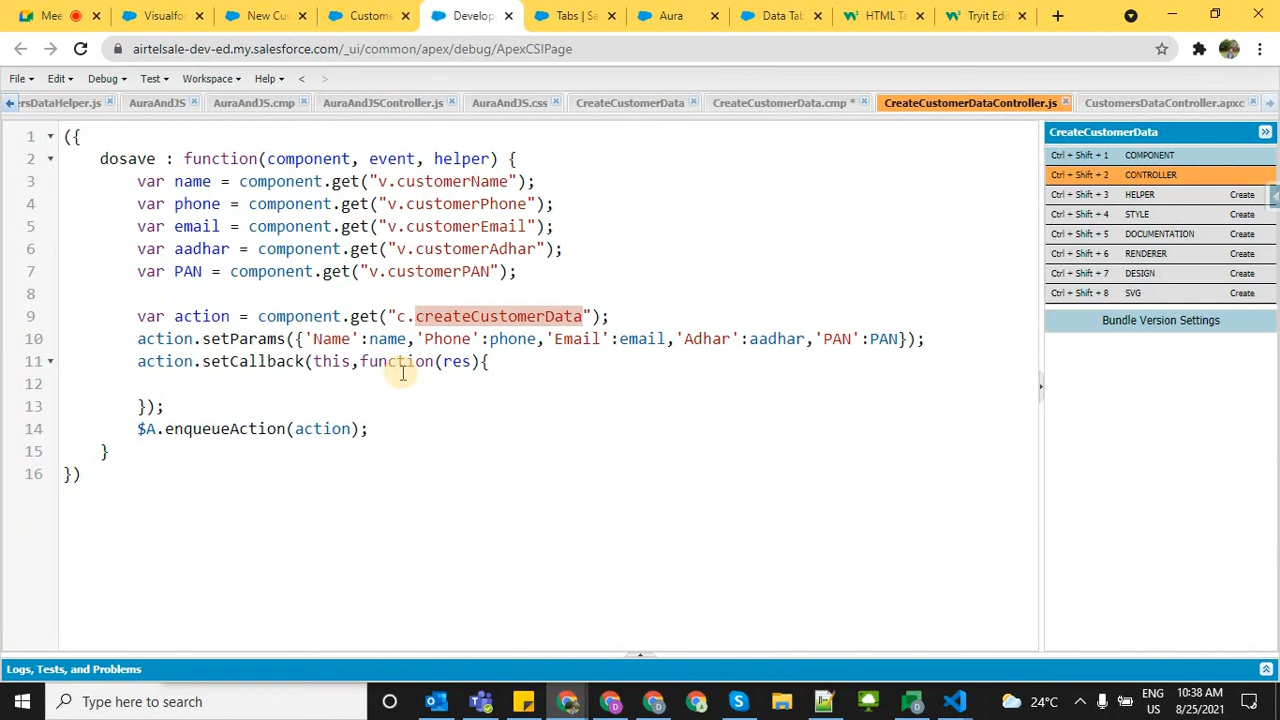 Mee
Visualfor
New Cus
Custome
Develop
Tabs | Sa
Aura
Data Tab
HTML Ta
Tryit Edit
airtelsale-dev-ed.my.salesforce.com/_ui/common/apex/debug/ApexCSIPage
File Edit Debug Test Workspace Help < >
ersDataHelper.js AuraAndJS AuraAndJS.cmp AuraAndJSController.js AuraAndJS.css CreateCustomerData CreateCustomerData.cmp * CreateCustomerDataController.js CustomersDataController.apxc
1 ({
2 dosave : function(component, event, helper) {
3 var name = component.get("v.customerName");
4 var phone = component.get("v.customerPhone");
5 var email = component.get("v.customerEmail");
6 var aadhar = component.get("v.customerAdhar");
7 var PAN = component.get("v.customerPAN");
8
9 var action = component.get("c.createCustomerData");
10 action.setParams({'Name':name,'Phone':phone,'Email':email,'Adhar':aadhar,'PAN':PAN});
11 action.setCallback(this,function(res){
12
13 });
14 $A.enqueueAction(action);
15 }
16 })
CreateCustomerData
Ctrl + Shift + 1 COMPONENT
Ctrl + Shift + 2 CONTROLLER
Ctrl + Shift + 3 HELPER Create
Ctrl + Shift + 4 STYLE Create
Ctrl + Shift + 5 DOCUMENTATION Create
Ctrl + Shift + 6 RENDERER Create
Ctrl + Shift + 7 DESIGN Create
Ctrl + Shift + 8 SVG Create
Bundle Version Settings
Logs, Tests, and Problems
Type here to search
24°C
ENG
US
10:38 AM
8/25/2021